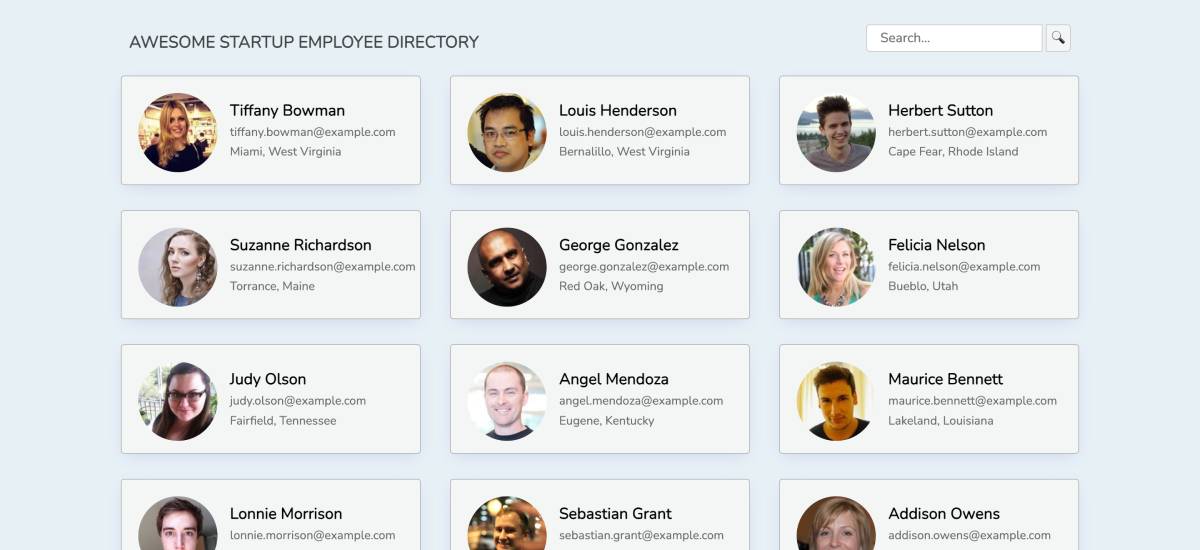 AWESOME STARTUP EMPLOYEE DIRECTORY
Search...
Tiffany Bowman
tiffany.bowman@example.com
Miami, West Virginia
Louis Henderson
louis.henderson@example.com
Bernalillo, West Virginia
Herbert Sutton
herbert.sutton@example.com
Cape Fear, Rhode Island
Suzanne Richardson
suzanne.richardson@example.com
Torrance, Maine
George Gonzalez
george.gonzalez@example.com
Red Oak, Wyoming
Felicia Nelson
felicia.nelson@example.com
Bueblo, Utah
Judy Olson
judy.olson@example.com
Fairfield, Tennessee
Angel Mendoza
angel.mendoza@example.com
Eugene, Kentucky
Maurice Bennett
maurice.bennett@example.com
Lakeland, Louisiana
Lonnie Morrison
lonnie.morrison@example.com
Sebastian Grant
sebastian.grant@example.com
Addison Owens
addison.owens@example.com